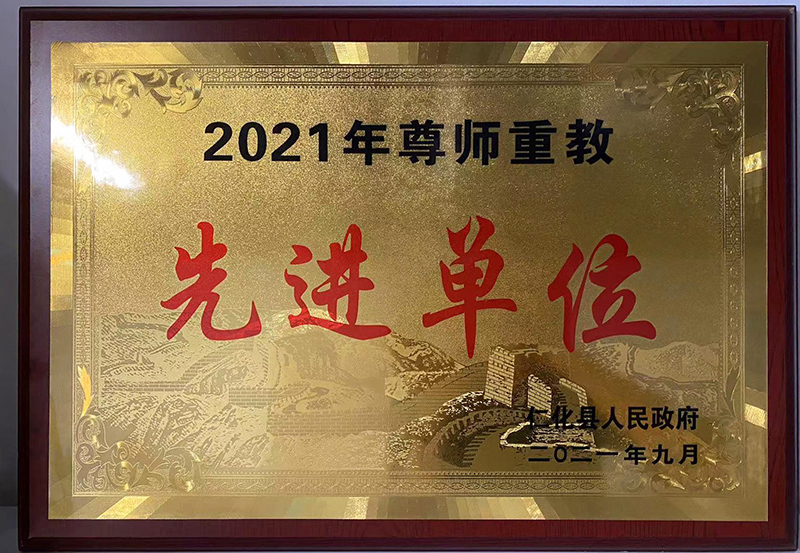 2021年尊师重教
先进单位
仁化县人民政府
二〇二一年九月